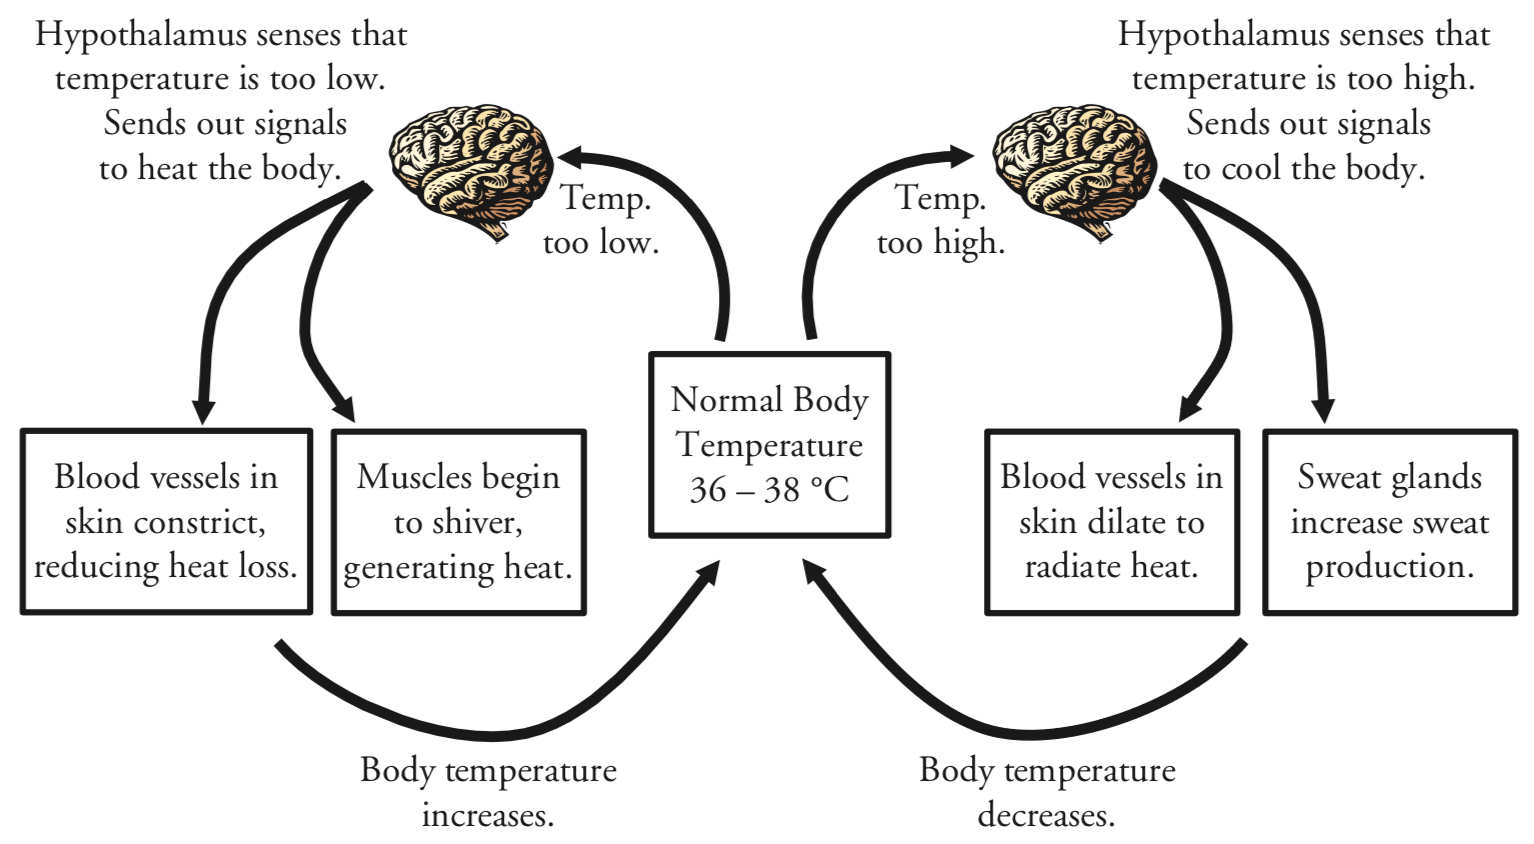 Hypothalamus senses that
temperature is too low.
Sends out signals
to heat the body.
Temp.
too low.
Temp.
too high.
Hypothalamus senses that
temperature is too high.
Sends out signals
to cool the body.
Blood vessels in
skin constrict,
reducing heat loss.
Muscles begin
to shiver,
generating heat.
Normal Body
Temperature
36 – 38 °C
Blood vessels in
skin dilate to
radiate heat.
Sweat glands
increase sweat
production.
Body temperature
increases.
Body temperature
decreases.